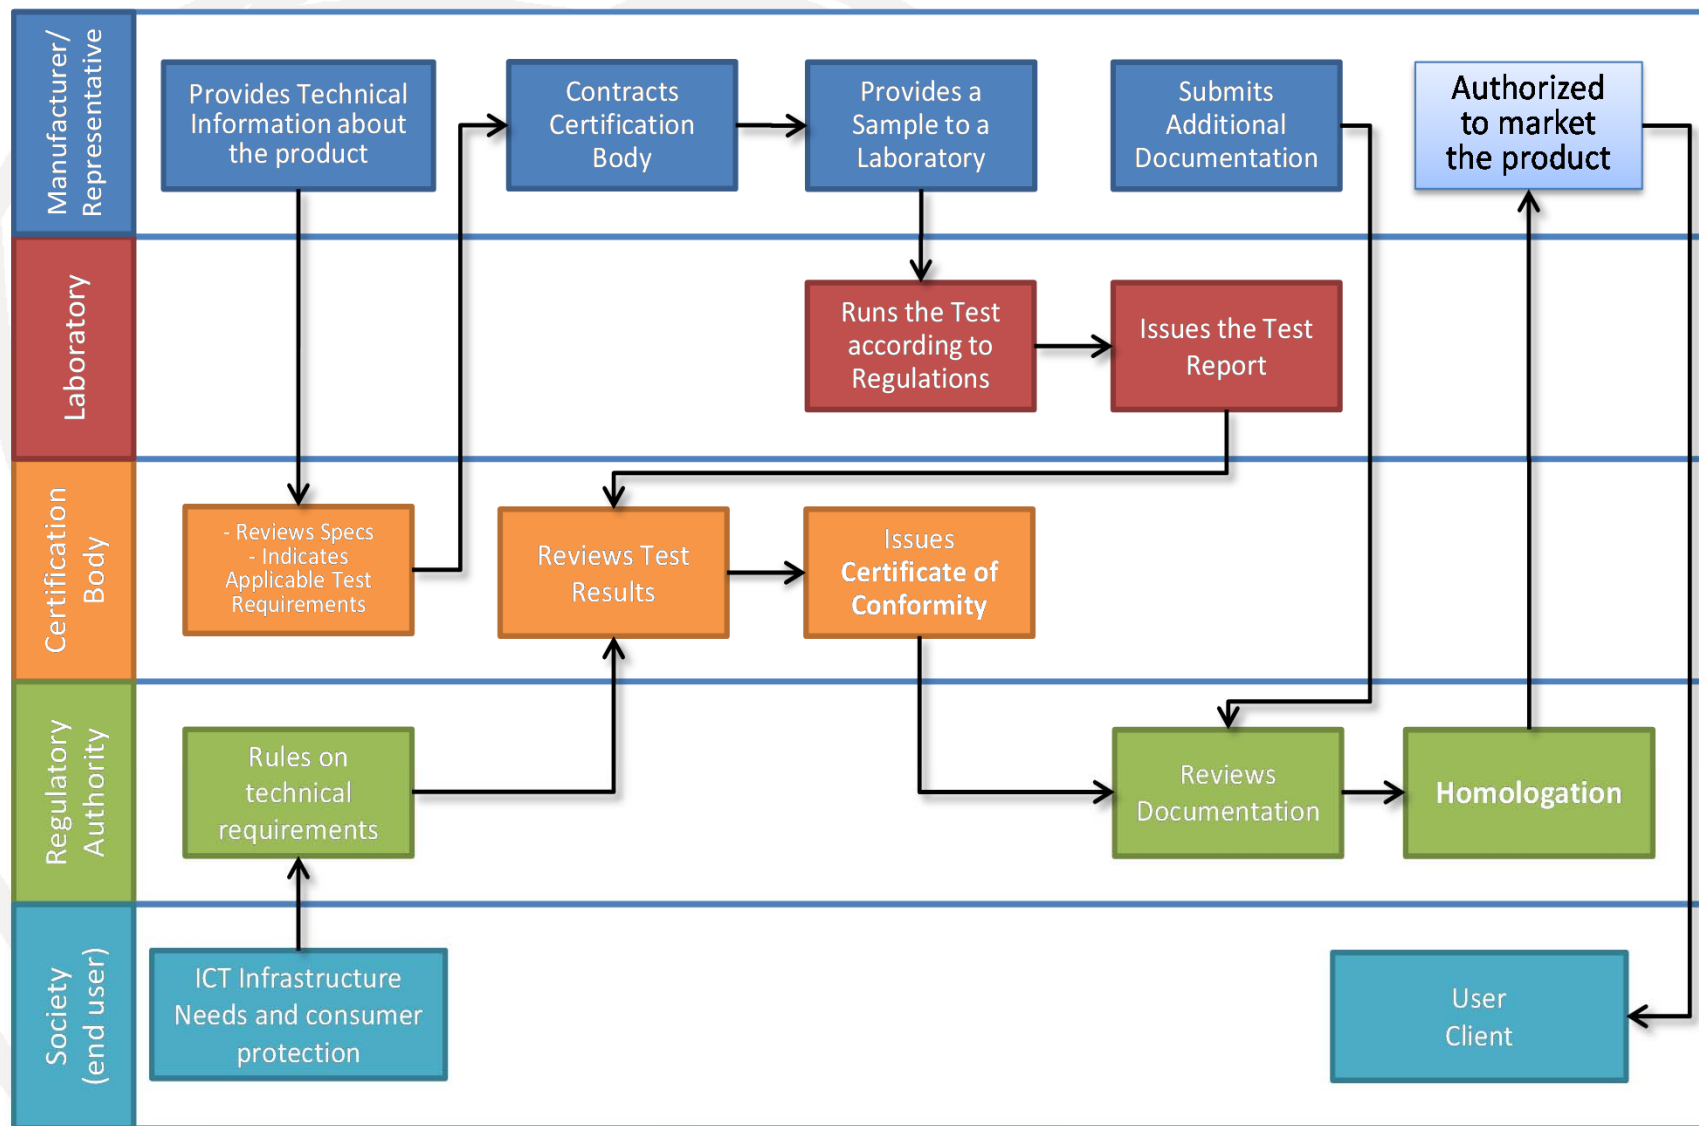 Manufacturer/
Representative
Provides Technical
Information about
the product
Contracts
Certification
Body
Provides a
Sample to a
Laboratory
Submits
Additional
Documentation
Authorized
to market
the product
Laboratory
Runs the Test
according to
Regulations
Issues the Test
Report
Certification
Body
- Reviews Specs
- Indicates
Applicable Test
Requirements
Reviews Test
Results
Issues
Certificate of
Conformity
Regulatory
Authority
Rules on
technical
requirements
Reviews
Documentation
Homologation
Society
(end user)
ICT Infrastructure
Needs and consumer
protection
User
Client